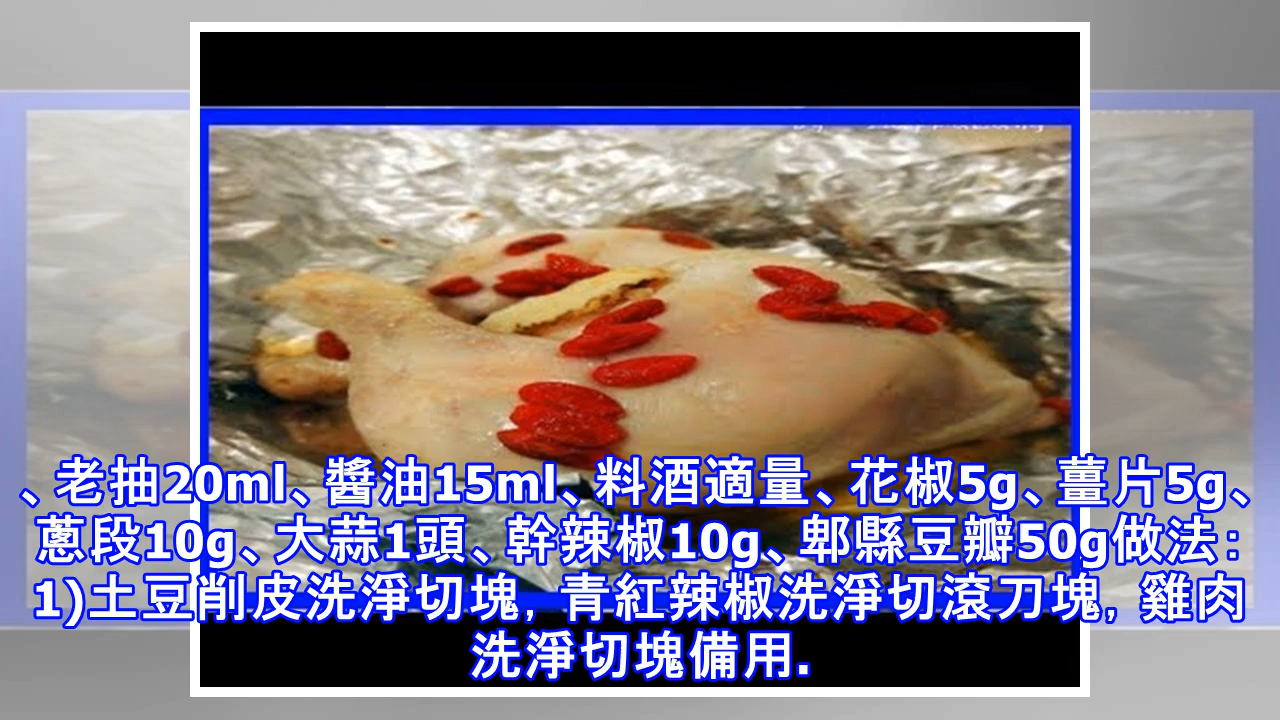 、老抽20ml、醬油15ml、料酒適量、花椒5g、薑片5g、
蔥段10g、大蒜1頭、幹辣椒10g、郫縣豆瓣50g做法：
1)土豆削皮洗淨切塊, 青紅辣椒洗淨切滾刀塊, 雞肉
洗淨切塊備用.